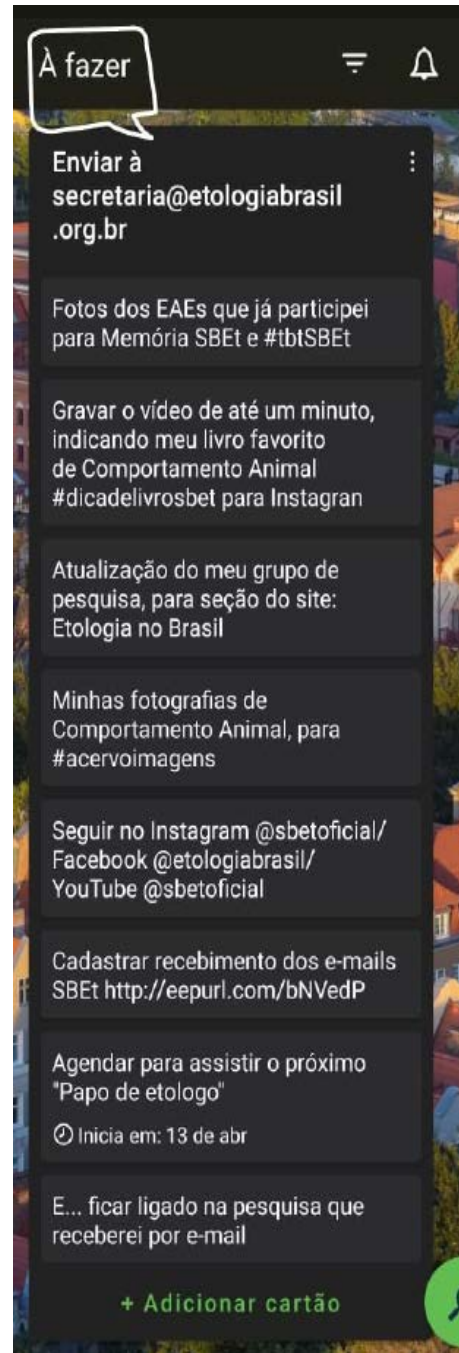 À fazer
Enviar à
secretaria@etologiabrasil
.org.br
Fotos dos EAEs que já participei
para Memória SBEt e #tbtSBEt
Gravar o vídeo de até um minuto,
indicando meu livro favorito
de Comportamento Animal
#dicadelivrosbet para Instagran
Atualização do meu grupo de
pesquisa, para seção do site:
Etologia no Brasil
Minhas fotografias de
Comportamento Animal, para
#acervoimagens
Seguir no Instagram @sbetoficial/
Facebook @etologiabrasil/
YouTube @sbetoficial
Cadastrar recebimento dos e-mails
SBEt http://eepurl.com/bNVedP
Agendar para assistir o próximo
"Papo de etologo"
Inicia em: 13 de abr
E... ficar ligado na pesquisa que
receberei por e-mail
+ Adicionar cartão